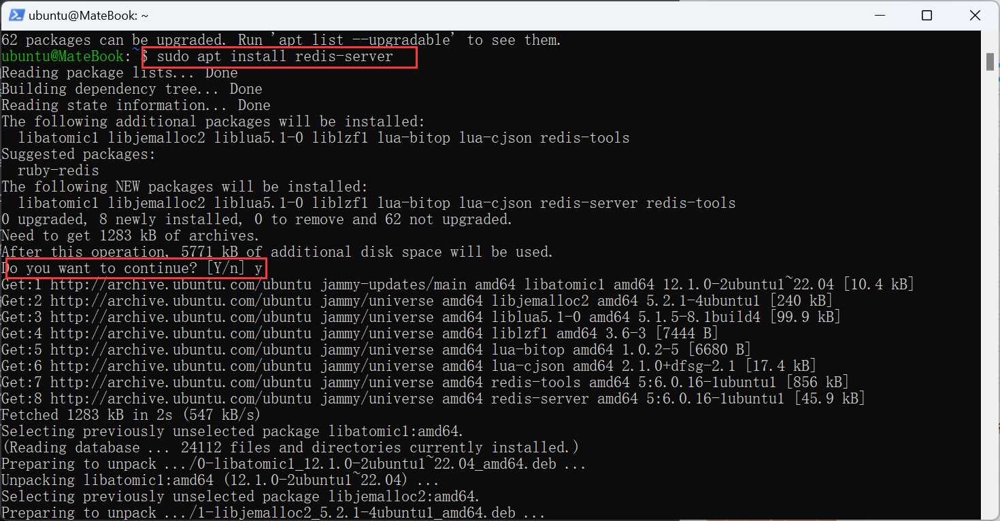 ubuntu@MateBook: ~
62 packages can be upgraded. Run 'apt list --upgradable' to see them.
ubuntu@MateBook:~$ sudo apt install redis-server
Reading package lists... Done
Building dependency tree... Done
Reading state information... Done
The following additional packages will be installed:
  libatomic1 libjemalloc2 liblua5.1-0 liblzf1 lua-bitop lua-cjson redis-tools
Suggested packages:
  ruby-redis
The following NEW packages will be installed:
  libatomic1 libjemalloc2 liblua5.1-0 liblzf1 lua-bitop lua-cjson redis-server redis-tools
0 upgraded, 8 newly installed, 0 to remove and 62 not upgraded.
Need to get 1283 kB of archives.
After this operation, 5771 kB of additional disk space will be used.
Do you want to continue? [Y/n] y
Get:1 http://archive.ubuntu.com/ubuntu jammy-updates/main amd64 libatomic1 amd64 12.1.0-2ubuntu1~22.04 [10.4 kB]
Get:2 http://archive.ubuntu.com/ubuntu jammy/universe amd64 libjemalloc2 amd64 5.2.1-4ubuntu1 [240 kB]
Get:3 http://archive.ubuntu.com/ubuntu jammy/universe amd64 liblua5.1-0 amd64 5.1.5-8.1build4 [99.9 kB]
Get:4 http://archive.ubuntu.com/ubuntu jammy/universe amd64 liblzf1 amd64 3.6-3 [7444 B]
Get:5 http://archive.ubuntu.com/ubuntu jammy/universe amd64 lua-bitop amd64 1.0.2-5 [6680 B]
Get:6 http://archive.ubuntu.com/ubuntu jammy/universe amd64 lua-cjson amd64 2.1.0+dfsg-2.1 [17.4 kB]
Get:7 http://archive.ubuntu.com/ubuntu jammy/universe amd64 redis-tools amd64 5:6.0.16-1ubuntu1 [856 kB]
Get:8 http://archive.ubuntu.com/ubuntu jammy/universe amd64 redis-server amd64 5:6.0.16-1ubuntu1 [45.9 kB]
Fetched 1283 kB in 2s (547 kB/s)
Selecting previously unselected package libatomic1:amd64.
(Reading database ... 24112 files and directories currently installed.)
Preparing to unpack .../0-libatomic1_12.1.0-2ubuntu1~22.04_amd64.deb ...
Unpacking libatomic1:amd64 (12.1.0-2ubuntu1~22.04) ...
Selecting previously unselected package libjemalloc2:amd64.
Preparing to unpack .../1-libjemalloc2_5.2.1-4ubuntu1_amd64.deb ...